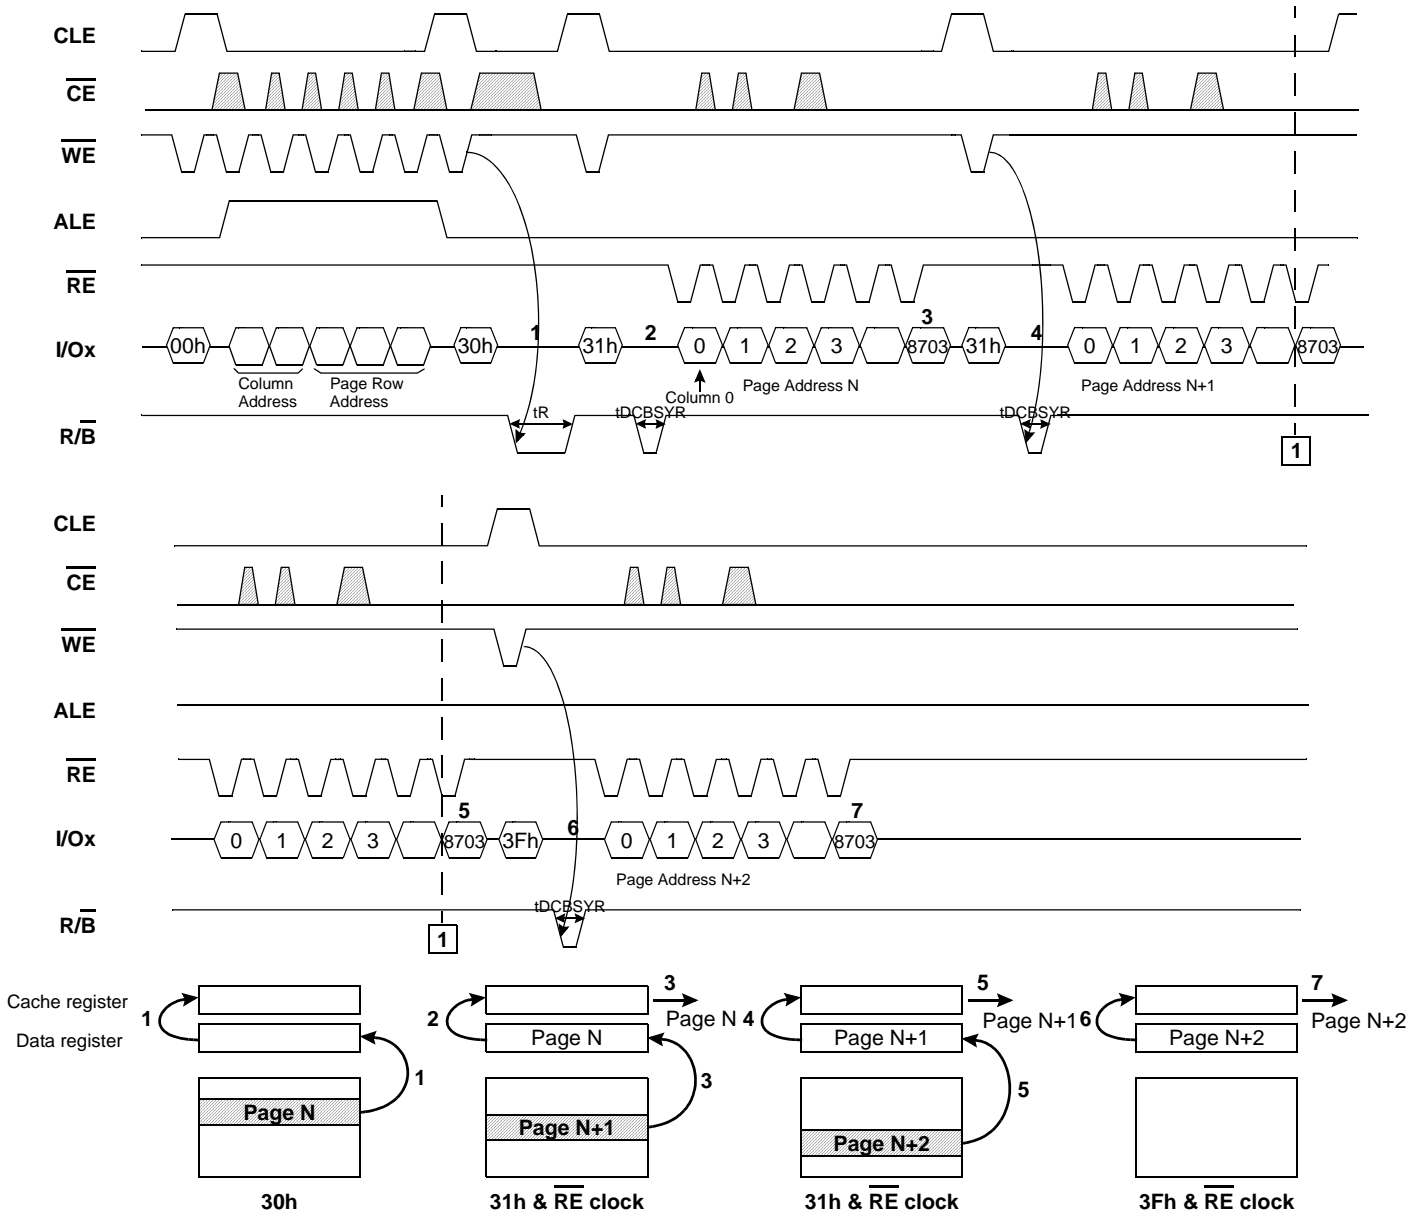 CLE
CE
WE
ALE
RE
I/Ox 00h 30h 1 31h 2 0 1 2 3 3 8703 31h 4 0 1 2 3 8703
Column Address
Page Row Address
Column 0
Page Address N
Page Address N+1
R/B tR tDCBSYR tDCBSYR
1
CLE
CE
WE
ALE
RE
I/Ox 0 1 2 3 5 8703 3Fh 6 0 1 2 3 7 8703
Page Address N+2
R/B tDCBSYR
1
Cache register
Data register
1
1
Page N
30h
2
Page N
3
Page N
3
Page N+1
31h & RE clock
4
Page N+1
5
Page N+1
5
Page N+2
31h & RE clock
6
Page N+2
7
Page N+2
3Fh & RE clock